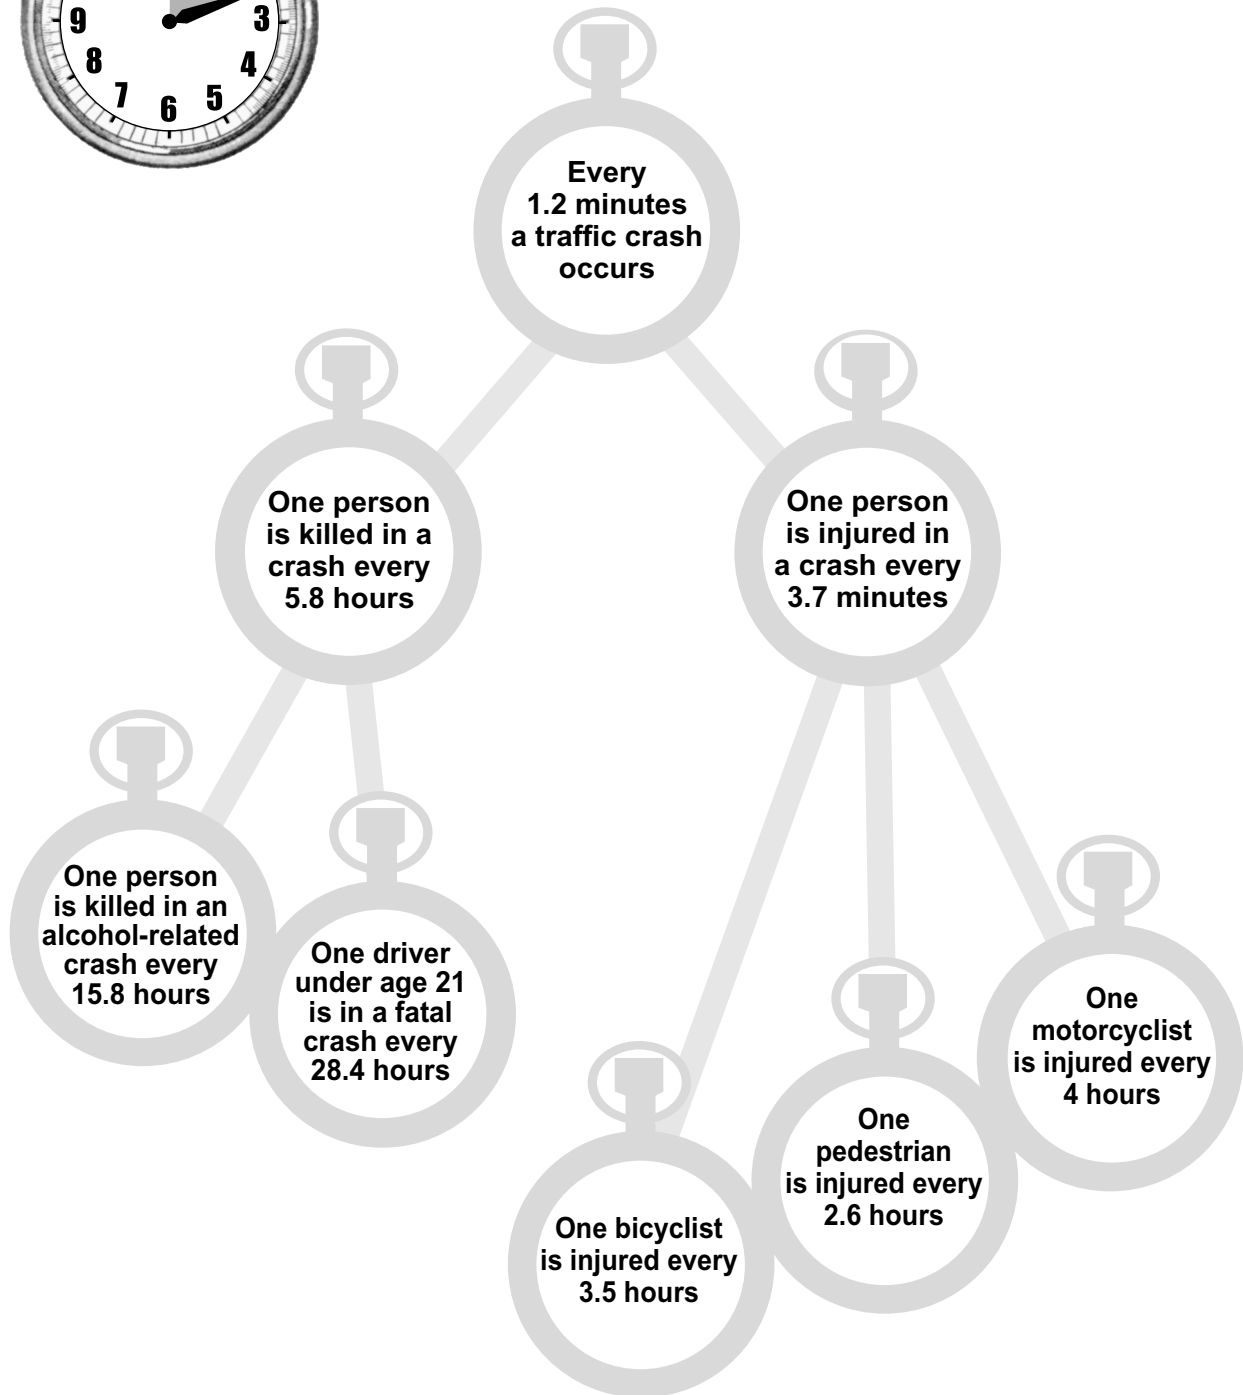 9
3
8
4
7
5
6
Every
1.2 minutes
a traffic crash
occurs
One person
is killed in a
crash every
5.8 hours
One person
is injured in
a crash every
3.7 minutes
One person
is killed in an
alcohol-related
crash every
15.8 hours
One driver
under age 21
is in a fatal
crash every
28.4 hours
One bicyclist
is injured every
3.5 hours
One
pedestrian
is injured every
2.6 hours
One
motorcyclist
is injured every
4 hours